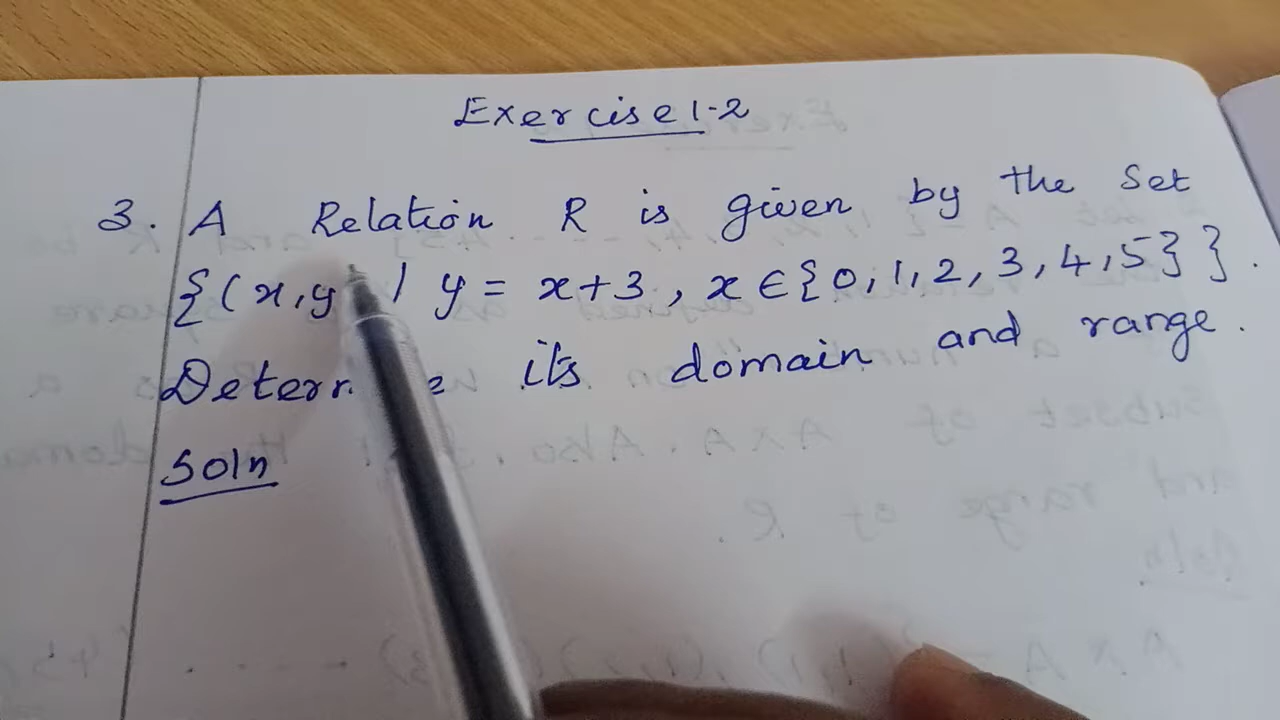 Exercise 1.2
3. A Relation R is given by the set
{(x,y / y = x+3, x∈{0,1,2,3,4,5}}.
its domain and range.
Soln